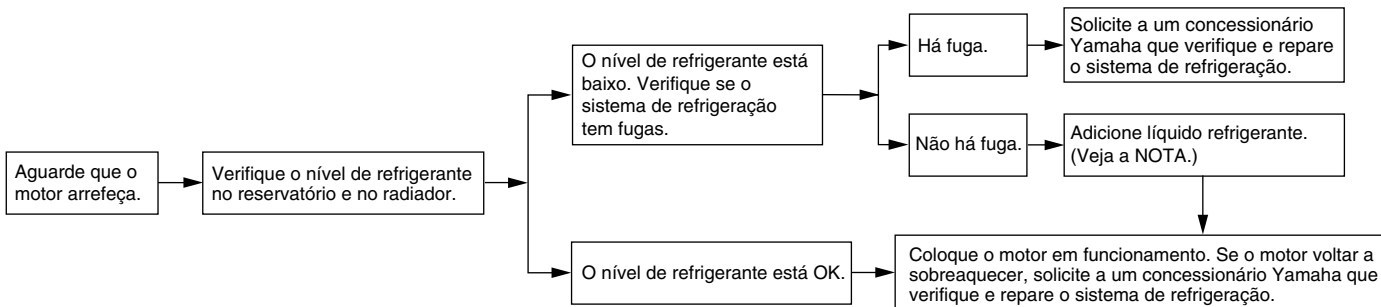 Aguarde que o
motor arrefeça.
Verifique o nível de refrigerante
no reservatório e no radiador.
O nível de refrigerante está
baixo. Verifique se o
sistema de refrigeração
tem fugas.
Há fuga.
Solicite a um concessionário
Yamaha que verifique e repare
o sistema de refrigeração.
Não há fuga.
Adicione líquido refrigerante.
(Veja a NOTA.)
O nível de refrigerante está OK.
Coloque o motor em funcionamento. Se o motor voltar a
sobreaquecer, solicite a um concessionário Yamaha que
verifique e repare o sistema de refrigeração.